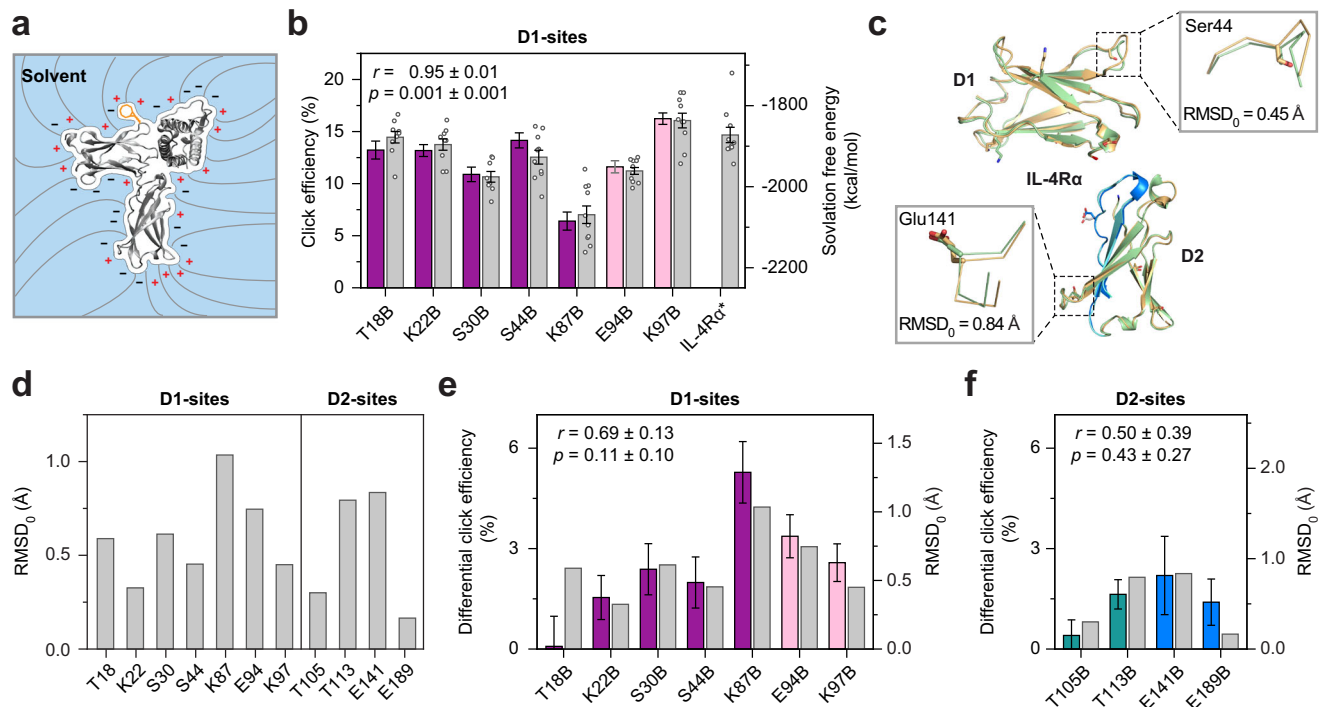 a
Solvent
b
D1-sites
r = 0.95 ± 0.01
p = 0.001 ± 0.001
Click efficiency (%)
20
15
10
5
0
-1800
-1900
-2000
-2100
-2200
Sovlation free energy
(kcal/mol)
T18B
K22B
S30B
S44B
K87B
E94B
K97B
IL-4Rα*
c
D1
Ser44
RMSD0 = 0.45 Å
IL-4Rα
Glu141
RMSD0 = 0.84 Å
D2
d
D1-sites
D2-sites
RMSD0 (Å)
1.0
0.5
0
T18
K22
S30
S44
K87
E94
K97
T105
T113
E141
E189
e
D1-sites
r = 0.69 ± 0.13
p = 0.11 ± 0.10
Differential click efficiency
(%)
6
3
0
1.5
1.0
0.5
0.0
RMSD0 (Å)
T18B
K22B
S30B
S44B
K87B
E94B
K97B
f
D2-sites
r = 0.50 ± 0.39
p = 0.43 ± 0.27
Differential click efficiency
(%)
6
3
0
2.0
1.0
0.0
RMSD0 (Å)
T105B
T113B
E141B
E189B